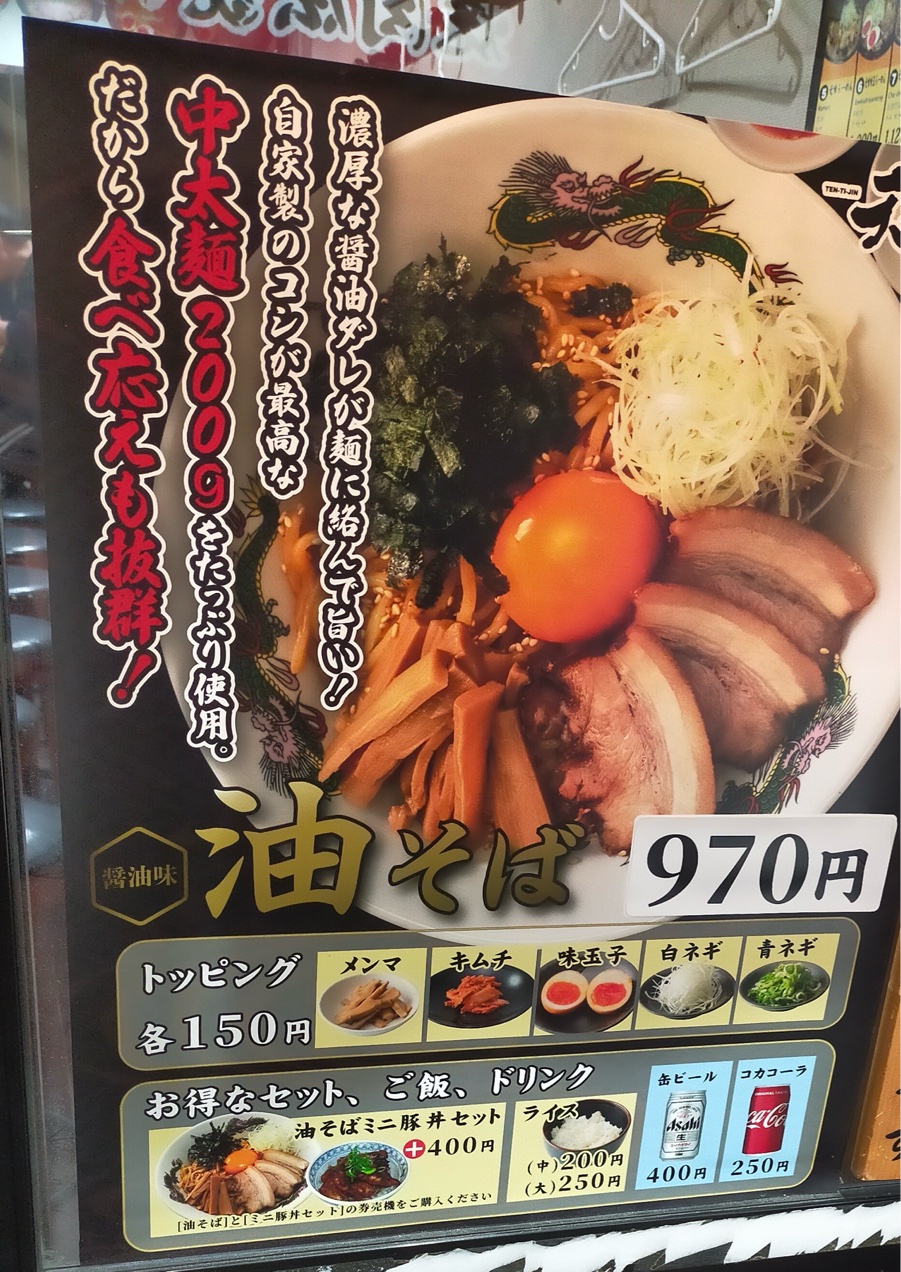 濃厚な醤油ダレが麺に絡んで旨い!
自家製のコシが最高な
中太麺200gをたっぷり使用。
だから食べ応えも抜群!
TEN-TI-JIN
醤油味
油そば
970円
トッピング
各150円
メンマ
キムチ
味玉子
白ネギ
青ネギ
お得なセット、ご飯、ドリンク
油そばミニ豚丼セット
+400円
[油そば]と[ミニ豚丼セット]の券売機をご購入ください
ライス
(中)200円
(大)250円
缶ビール
Asahi
生
400円
コカコーラ
Coca-Cola
250円